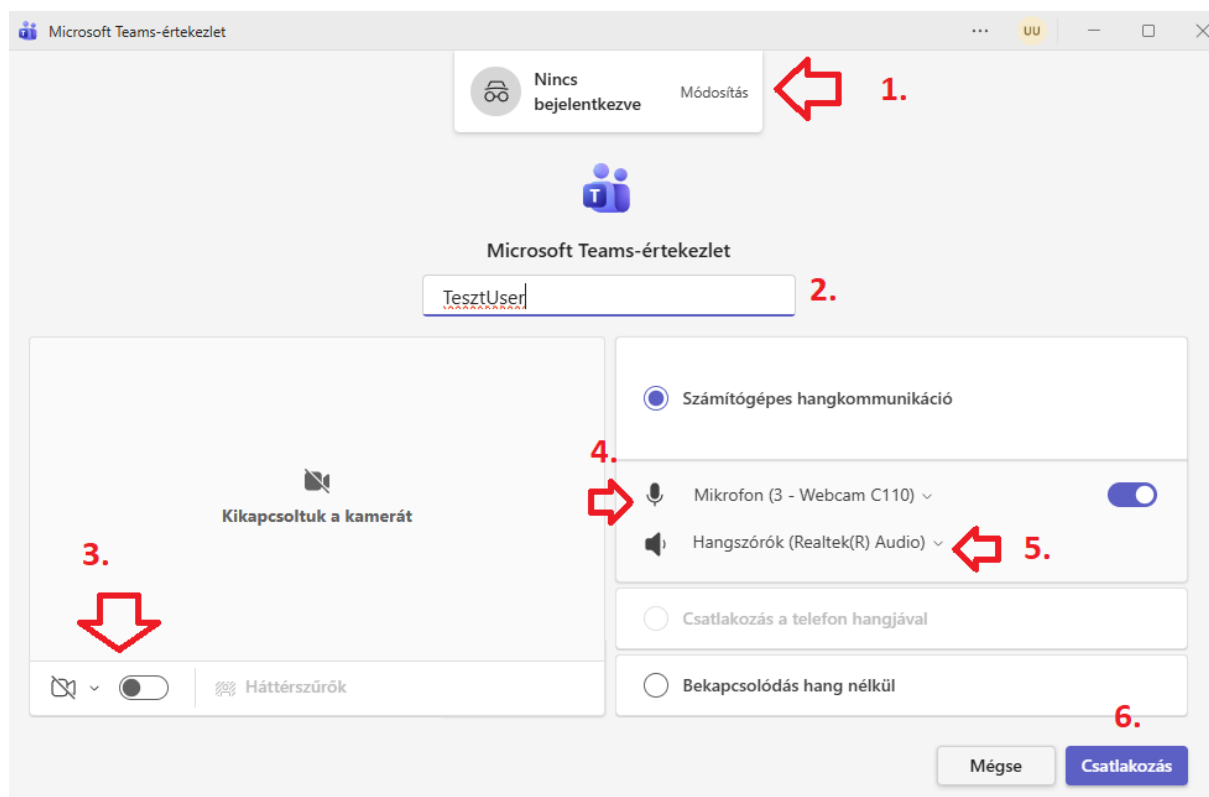 Microsoft Teams-értekezlet
... UU
Nincs
bejelentkezve
Módosítás
1.
T
Microsoft Teams-értekezlet
TesztUser
2.
Számítógépes hangkommunikáció
4.
Mikrofon (3 - Webcam C110)
Kikapcsoltuk a kamerát
Hangszórók (Realtek(R) Audio)
5.
3.
Csatlakozás a telefon hangjával
Háttérszűrők
Bekapcsolódás hang nélkül
6.
Mégse
Csatlakozás